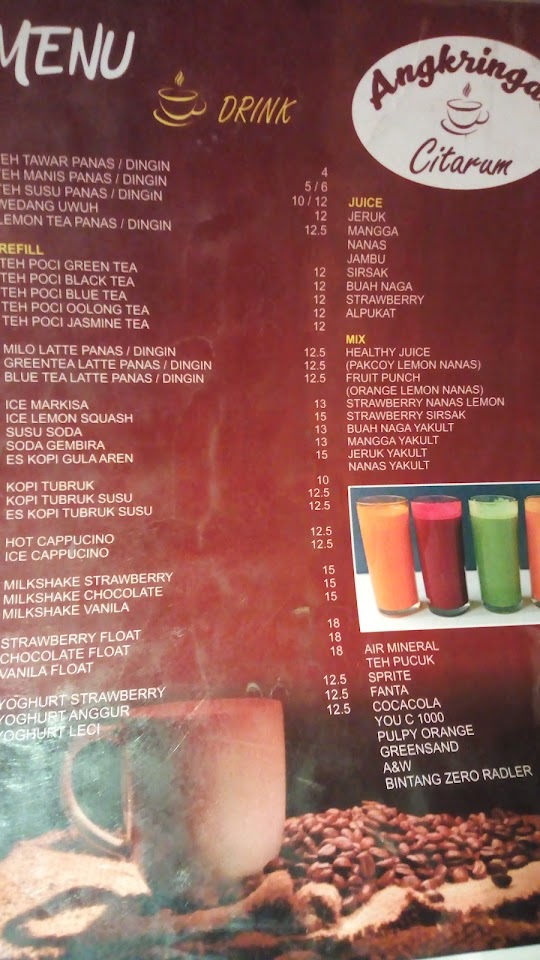 MENU
DRINK
Angkringan
Citarum
TEH TAWAR PANAS / DINGIN 4
TEH MANIS PANAS / DINGIN 5 / 6
TEH SUSU PANAS / DINGIN 10 / 12
WEDANG UWUH 12
LEMON TEA PANAS / DINGIN 12.5
REFILL
TEH POCI GREEN TEA 12
TEH POCI BLACK TEA 12
TEH POCI BLUE TEA 12
TEH POCI OOLONG TEA 12
TEH POCI JASMINE TEA 12
MILO LATTE PANAS / DINGIN 12.5
GREENTEA LATTE PANAS / DINGIN 12.5
BLUE TEA LATTE PANAS / DINGIN 12.5
ICE MARKISA 13
ICE LEMON SQUASH 15
SUSU SODA 13
SODA GEMBIRA 13
ES KOPI GULA AREN 15
KOPI TUBRUK 10
KOPI TUBRUK SUSU 12.5
ES KOPI TUBRUK SUSU 12.5
HOT CAPPUCINO 12.5
ICE CAPPUCINO 12.5
MILKSHAKE STRAWBERRY 15
MILKSHAKE CHOCOLATE 15
MILKSHAKE VANILA 15
STRAWBERRY FLOAT 18
CHOCOLATE FLOAT 18
VANILA FLOAT 18
YOGHURT STRAWBERRY 12.5
YOGHURT ANGGUR 12.5
YOGHURT LECI 12.5
JUICE
JERUK
MANGGA
NANAS
JAMBU
SIRSAK
BUAH NAGA
STRAWBERRY
ALPUKAT
MIX
HEALTHY JUICE
(PAKCOY LEMON NANAS)
FRUIT PUNCH
(ORANGE LEMON NANAS)
STRAWBERRY NANAS LEMON
STRAWBERRY SIRSAK
BUAH NAGA YAKULT
MANGGA YAKULT
JERUK YAKULT
NANAS YAKULT
AIR MINERAL
TEH PUCUK
SPRITE
FANTA
COCACOLA
YOU C 1000
PULPY ORANGE
GREENSAND
A&W
BINTANG ZERO RADLER